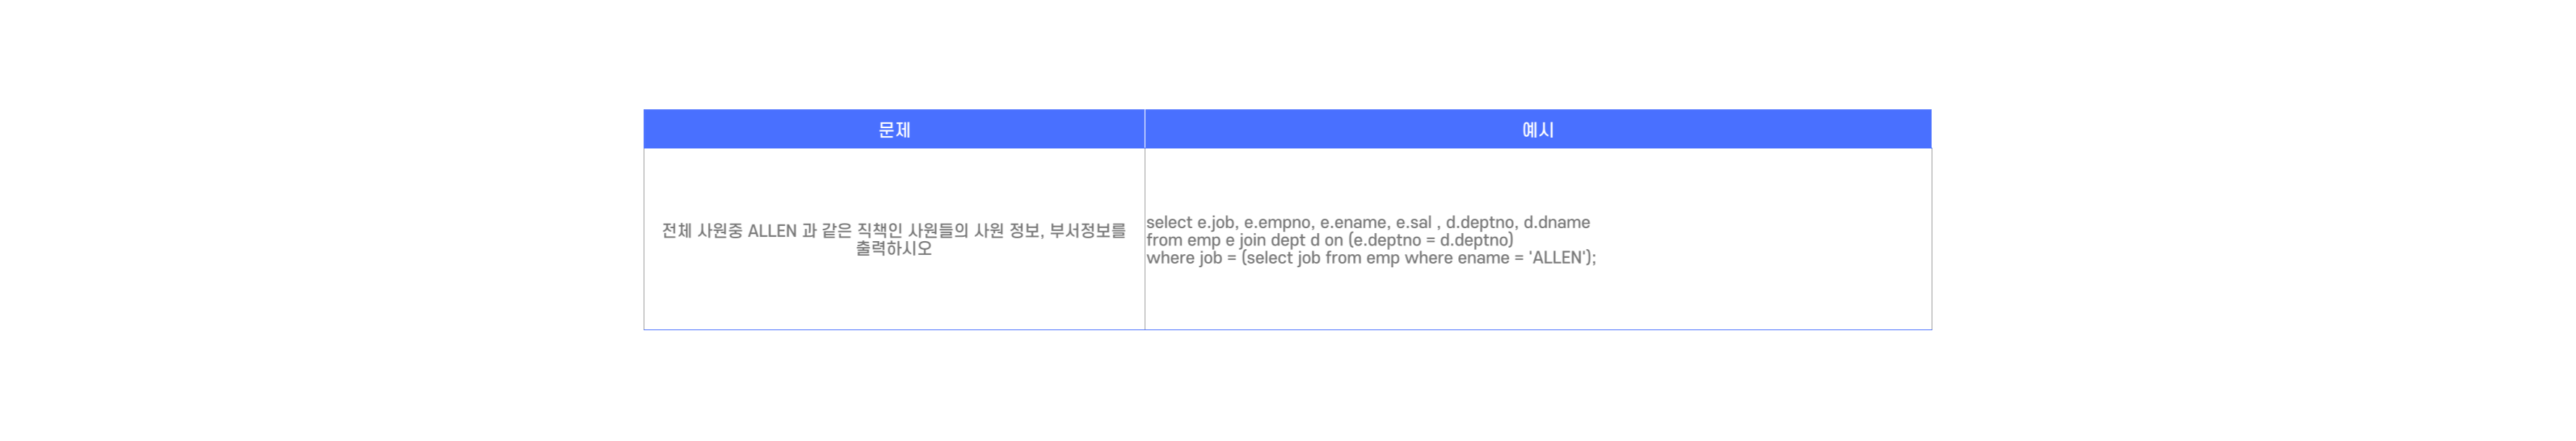 문제
예시
전체 사원중 ALLEN 과 같은 직책인 사원들의 사원 정보, 부서정보를
출력하시오
select e.job, e.empno, e.ename, e.sal , d.deptno, d.dname
from emp e join dept d on (e.deptno = d.deptno)
where job = (select job from emp where ename = 'ALLEN');